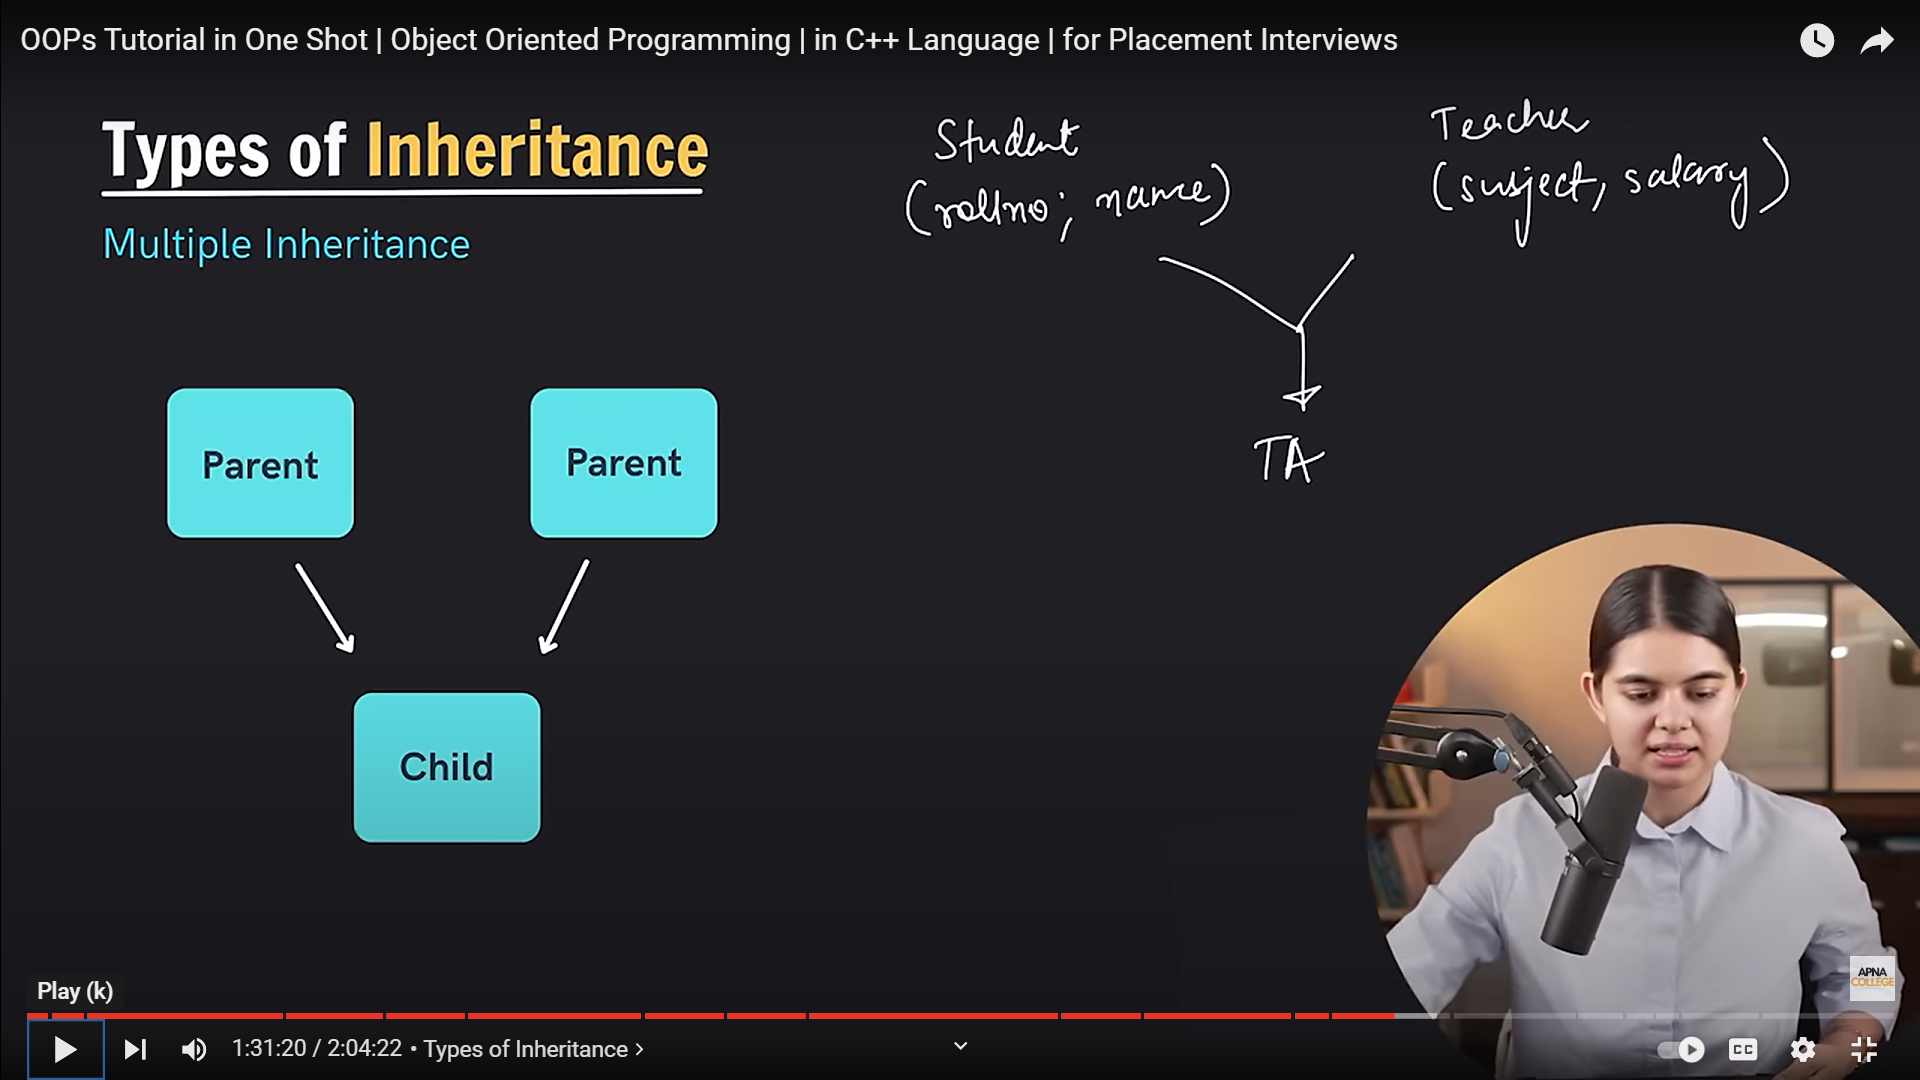 OOPs Tutorial in One Shot | Object Oriented Programming | in C++ Language | for Placement Interviews
Types of Inheritance
Multiple Inheritance
Student
(rollno; name)
Teacher
(subject, salary)
TA
Parent
Parent
Child
APNA
COLLEGE
Play (k)
1:31:20 / 2:04:22 • Types of Inheritance >
CC